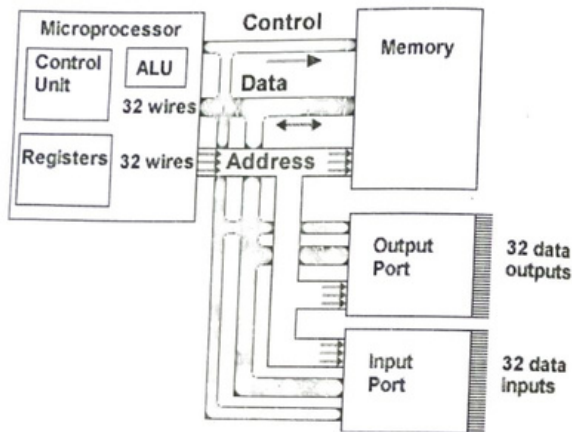 Microprocessor
Control
Unit
ALU
32 wires
Registers
32 wires
Control
Data
Address
Memory
Output
Port
32 data
outputs
Input
Port
32 data
inputs